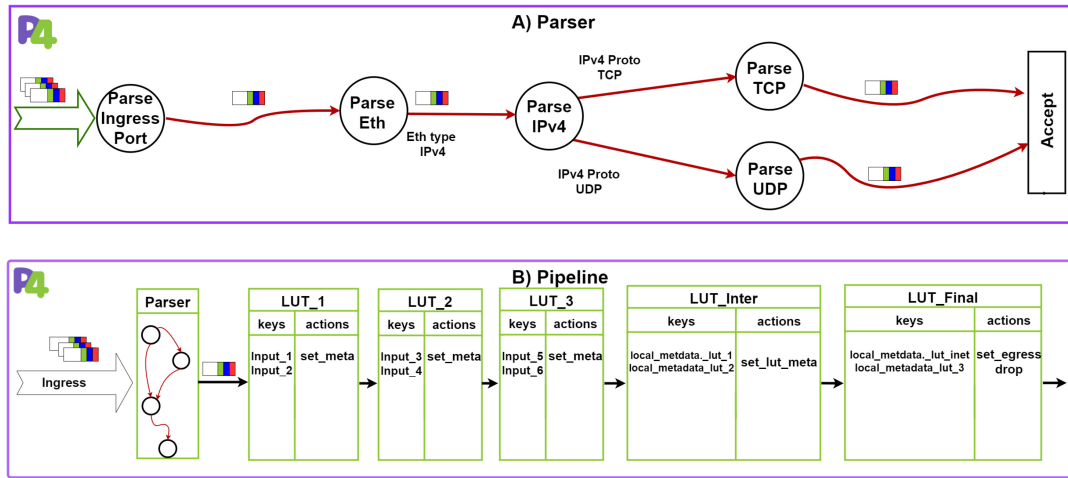 P4
A) Parser
Parse
Ingress
Port
Parse
Eth
Eth type
IPv4
Parse
IPv4
IPv4 Proto
TCP
IPv4 Proto
UDP
Parse
TCP
Parse
UDP
Accept
P4
B) Pipeline
Ingress
Parser
LUT_1
keys actions
Input_1 set_meta
Input_2
LUT_2
keys actions
Input_3 set_meta
Input_4
LUT_3
keys actions
Input_5 set_meta
Input_6
LUT_Inter
keys actions
local_metdata._lut_1 set_lut_meta
local_metadata_lut_2
LUT_Final
keys actions
local_metdata._lut_inet set_egress
local_metadata_lut_3 drop